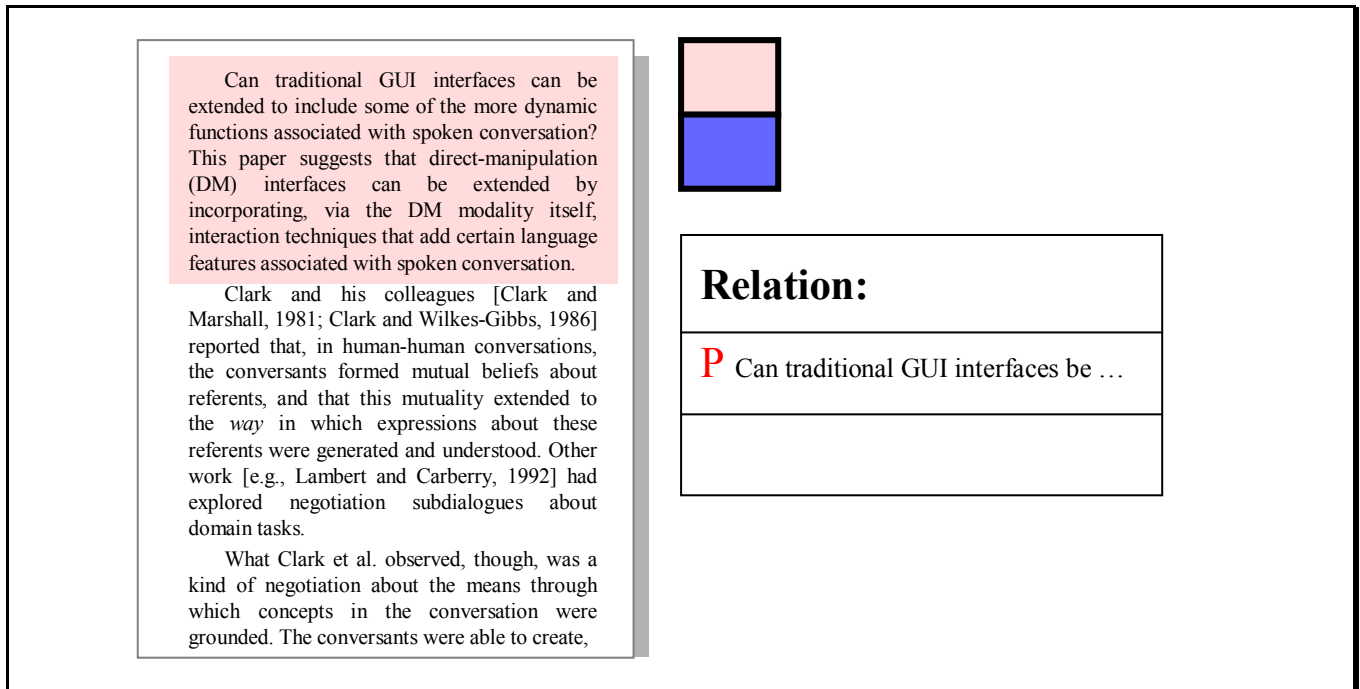 Can traditional GUI interfaces can be
extended to include some of the more dynamic
functions associated with spoken conversation?
This paper suggests that direct-manipulation
(DM) interfaces can be extended by
incorporating, via the DM modality itself,
interaction techniques that add certain language
features associated with spoken conversation.
Clark and his colleagues [Clark and
Marshall, 1981; Clark and Wilkes-Gibbs, 1986]
reported that, in human-human conversations,
the conversants formed mutual beliefs about
referents, and that this mutuality extended to
the way in which expressions about these
referents were generated and understood. Other
work [e.g., Lambert and Carberry, 1992] had
explored negotiation subdialogues about
domain tasks.
What Clark et al. observed, though, was a
kind of negotiation about the means through
which concepts in the conversation were
grounded. The conversants were able to create,
Relation:
P Can traditional GUI interfaces be …